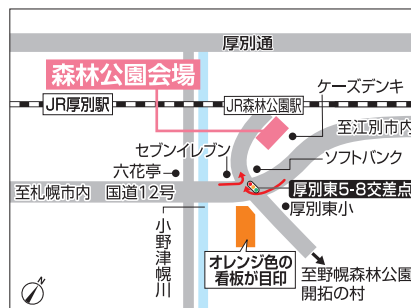 厚別通
森林公園会場
ケーズデンキ
JR厚別駅
JR森林公園駅
至江別市内
セブンイレブン
ソフトバンク
六花亭
至札幌市内
国道12号
厚別東5-8交差点
厚別東小
小野津幌川
オレンジ色の
看板が目印
至野幌森林公園
開拓の村
N